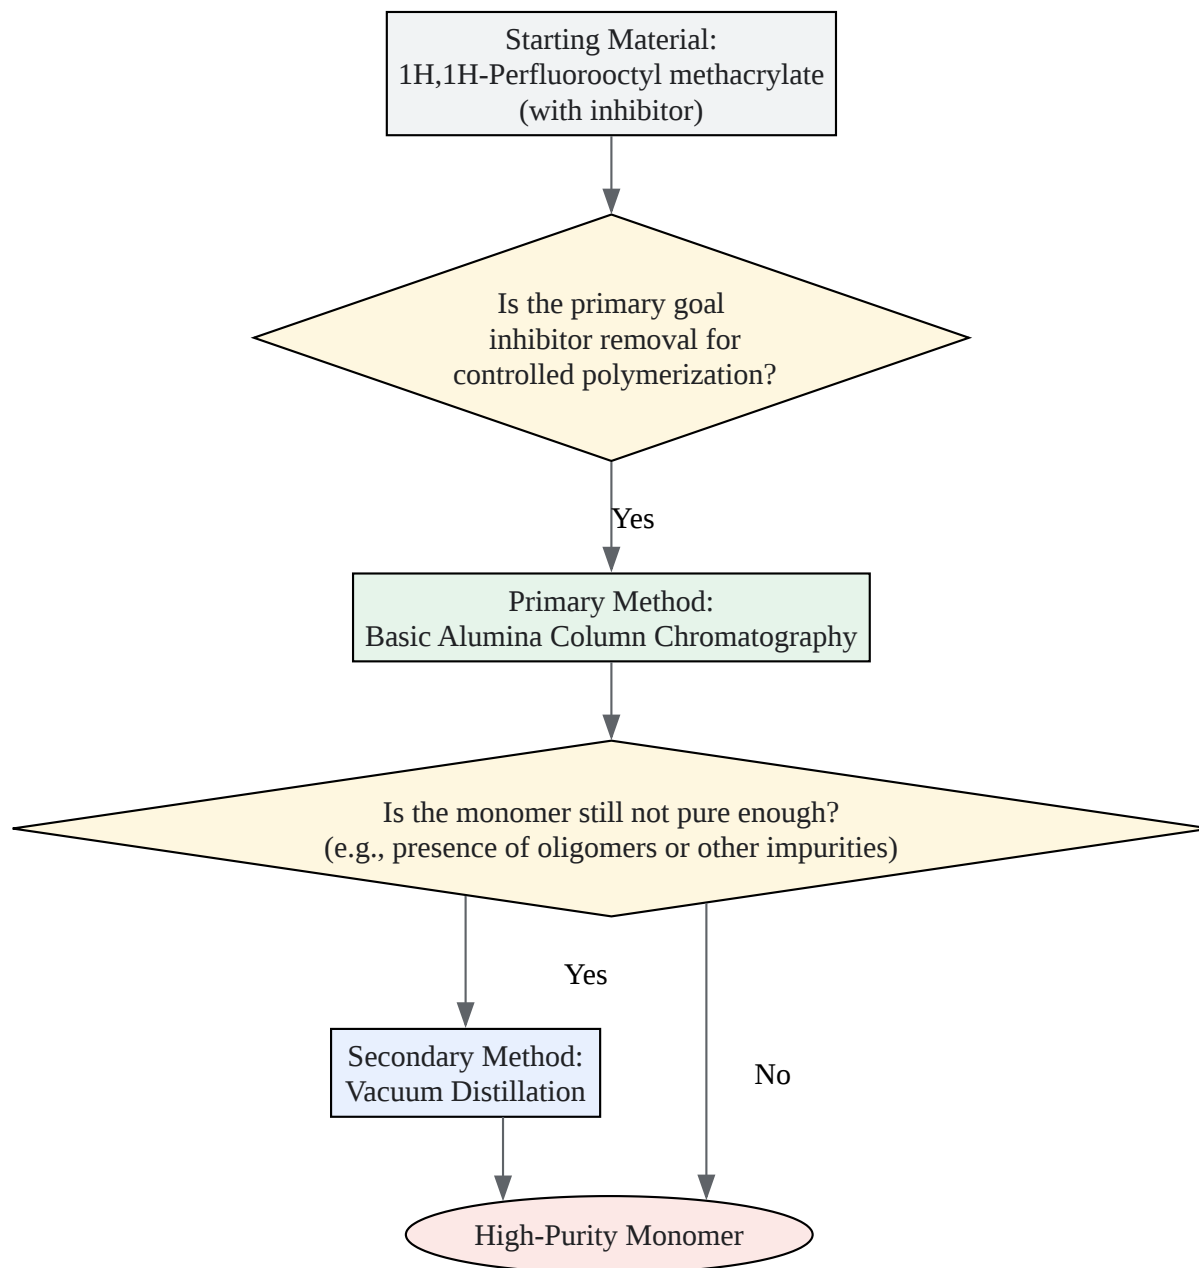 Starting Material:
1H,1H-Perfluorooctyl methacrylate
(with inhibitor)
Is the primary goal
inhibitor removal for
controlled polymerization?
Yes
Primary Method:
Basic Alumina Column Chromatography
Is the monomer still not pure enough?
(e.g., presence of oligomers or other impurities)
Yes
Secondary Method:
Vacuum Distillation
No
High-Purity Monomer